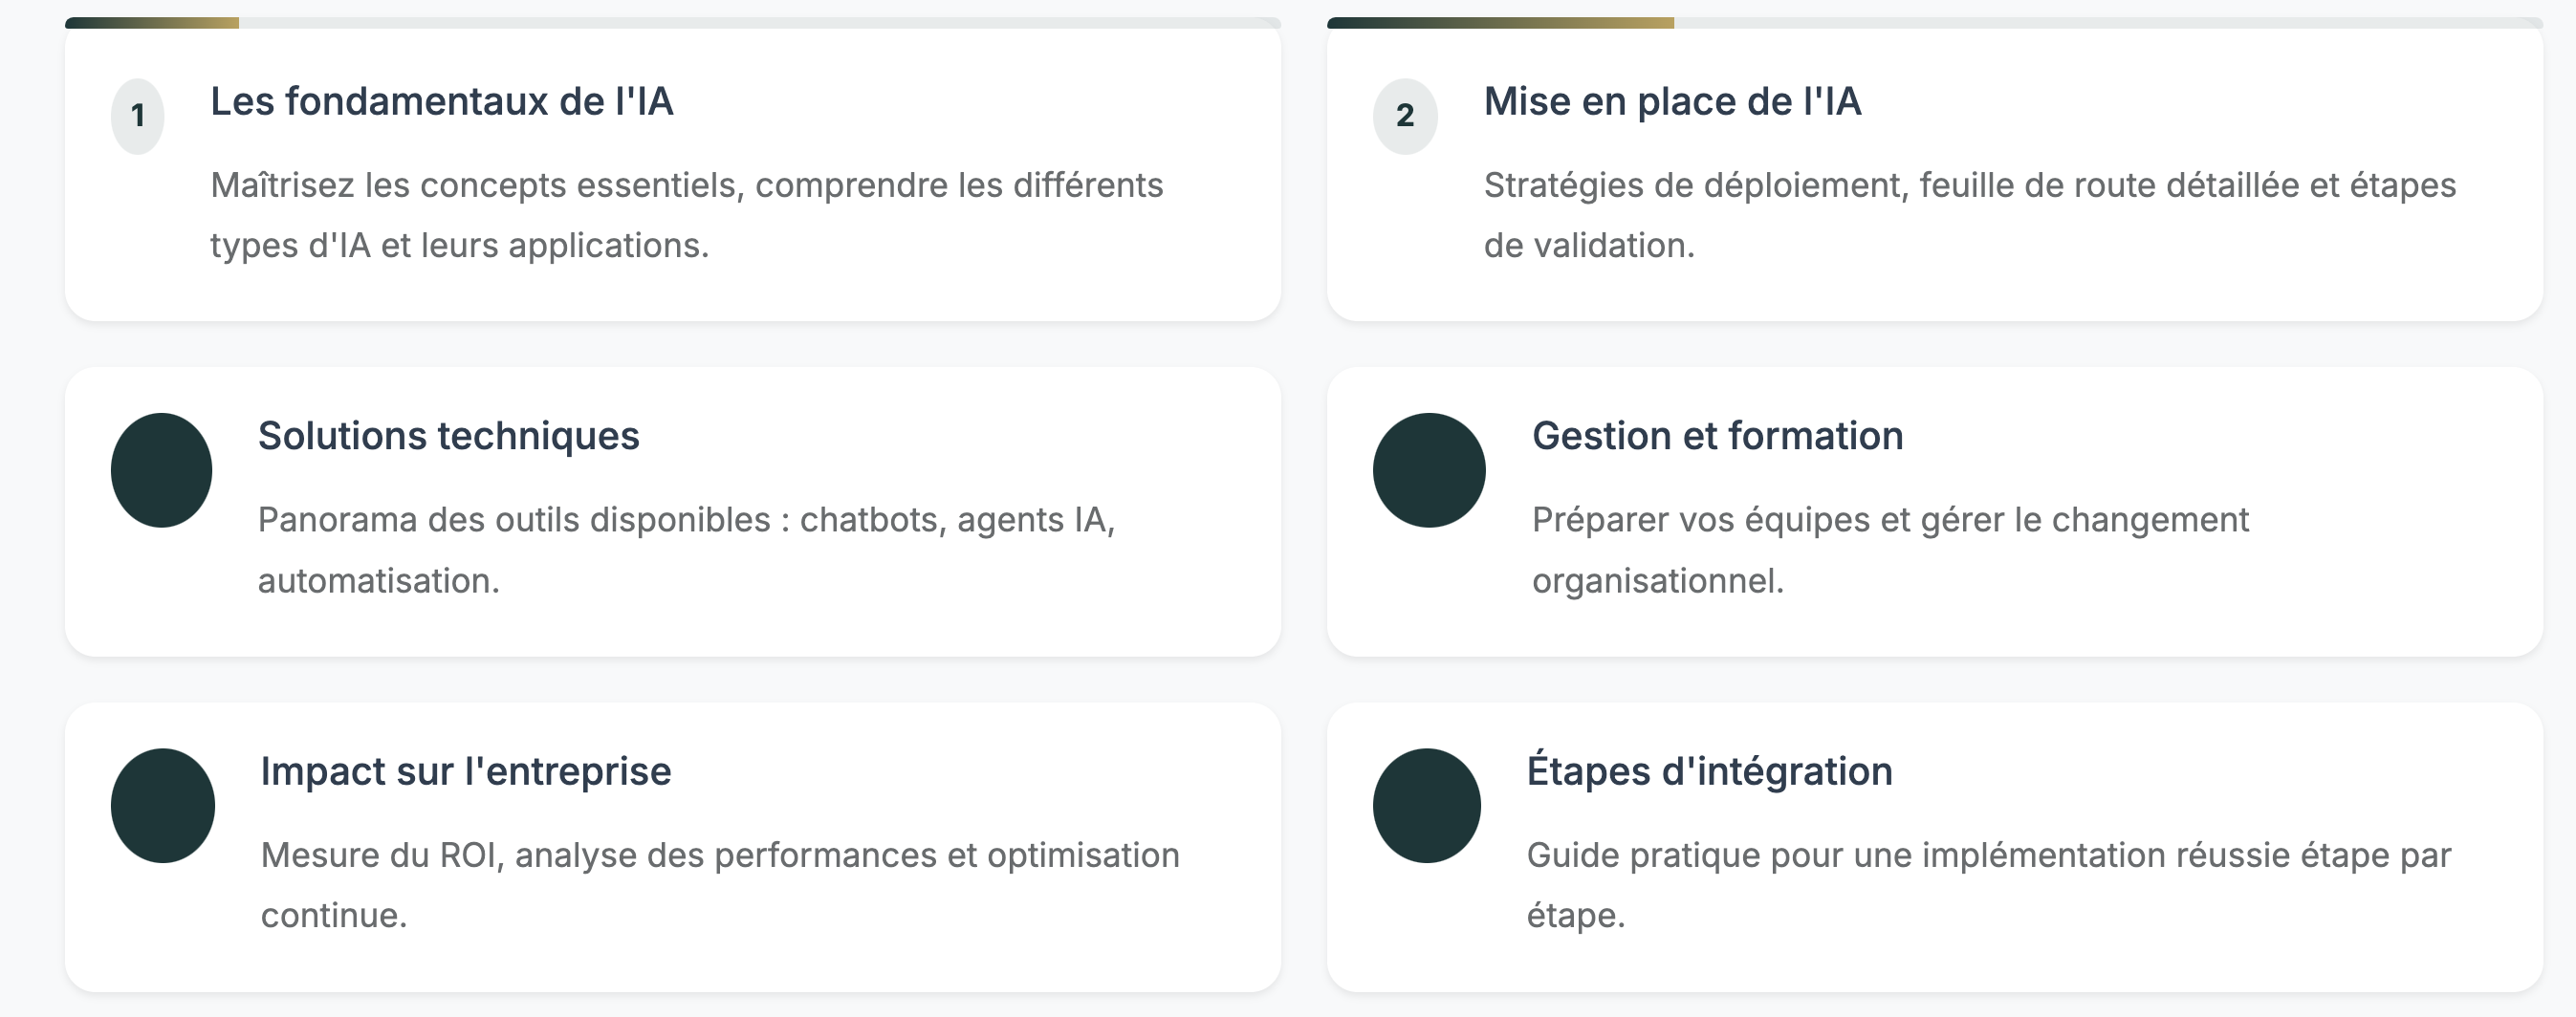 1
Les fondamentaux de l'IA
Maîtrisez les concepts essentiels, comprendre les différents
types d'IA et leurs applications.
2
Mise en place de l'IA
Stratégies de déploiement, feuille de route détaillée et étapes
de validation.
Solutions techniques
Panorama des outils disponibles : chatbots, agents IA,
automatisation.
Gestion et formation
Préparer vos équipes et gérer le changement
organisationnel.
Impact sur l'entreprise
Mesure du ROI, analyse des performances et optimisation
continue.
Étapes d'intégration
Guide pratique pour une implémentation réussie étape par
étape.